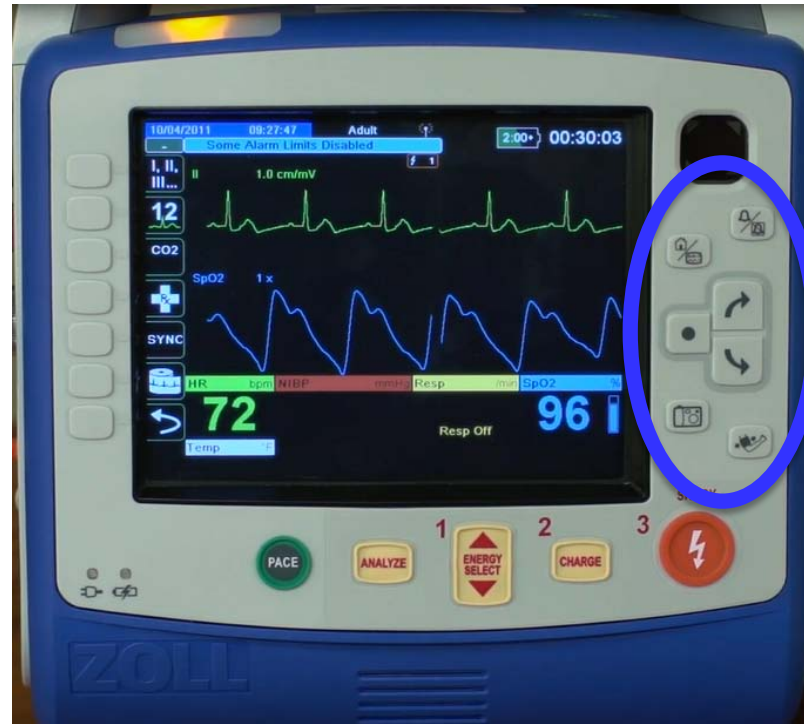 10/04/2011 09:27:47 Adult 2:00+ 00:30:03
- Some Alarm Limits Disabled
1
I, II, III... II 1.0 cm/mV
12
CO2
SpO2 1 x
Rx
SYNC
HR bpm NIBP mmHg Resp /min SpO2 %
72 Resp Off 96
Temp °F
1 2 3
PACE ANALYZE ENERGY SELECT CHARGE
ZOLL